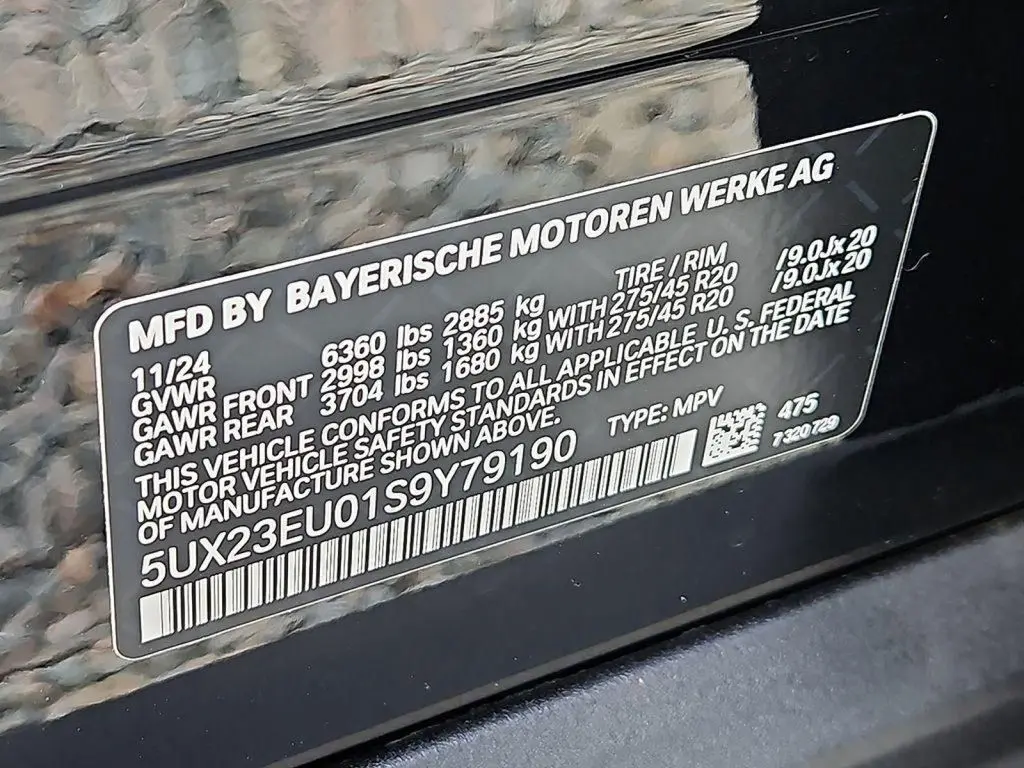 MFD BY BAYERISCHE MOTOREN WERKE AG
11/24 TIRE / RIM
GVWR 6360 lbs 2885 kg
GAWR FRONT 2998 lbs 1360 kg WITH 275/45 R20 /9.0Jx20
GAWR REAR 3704 lbs 1680 kg WITH 275/45 R20 /9.0Jx20
THIS VEHICLE CONFORMS TO ALL APPLICABLE U. S. FEDERAL
MOTOR VEHICLE SAFETY STANDARDS IN EFFECT ON THE DATE
OF MANUFACTURE SHOWN ABOVE.
5UX23EU01S9Y79190 TYPE: MPV 475
7 320 729